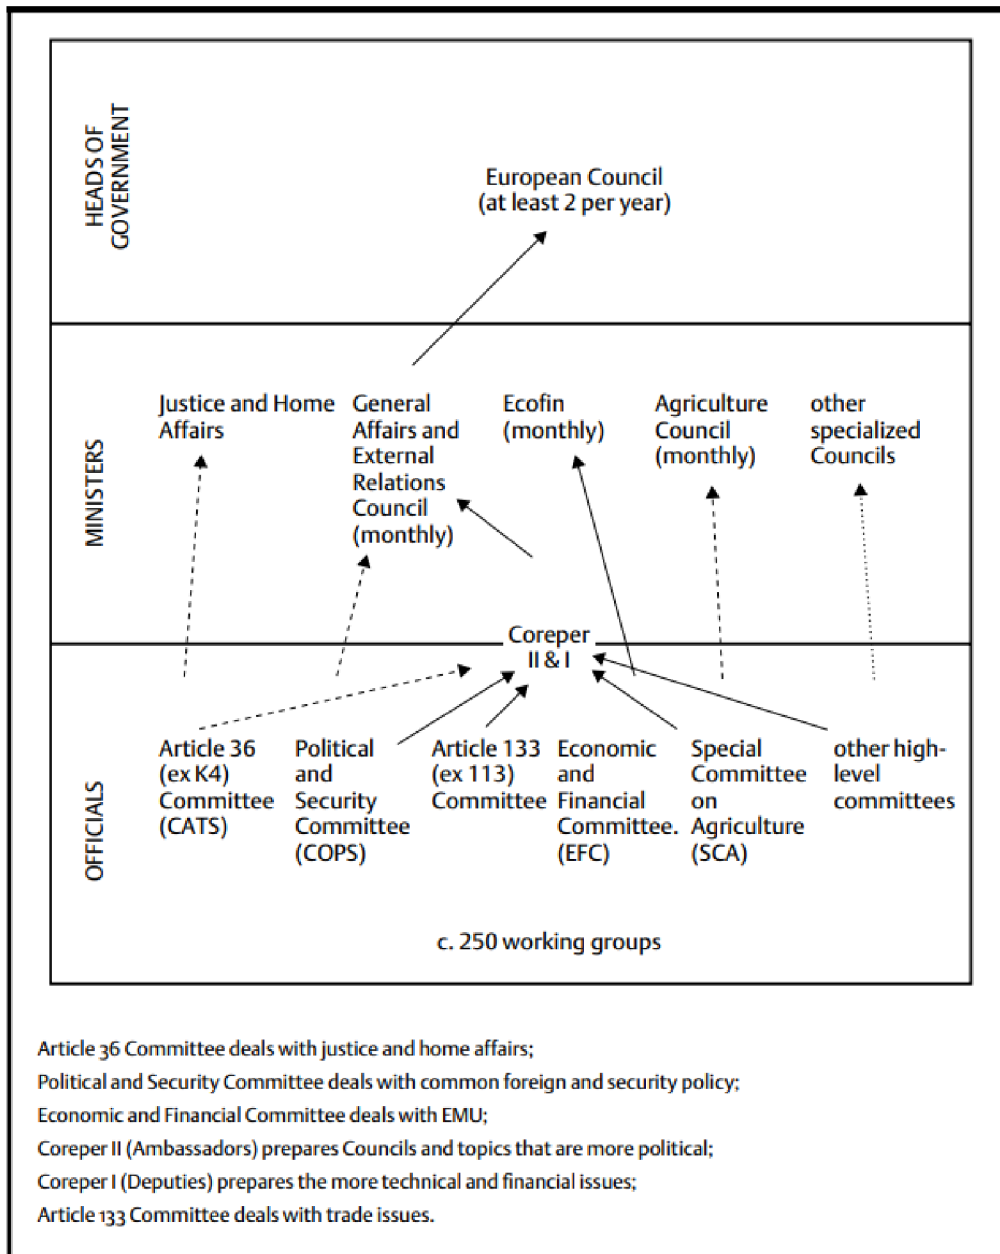 HEADS OF
GOVERNMENT
European Council
(at least 2 per year)
MINISTERS
Justice and Home
Affairs
General
Affairs and
External
Relations
Council
(monthly)
Ecofin
(monthly)
Agriculture
Council
(monthly)
other
specialized
Councils
Coreper
II & I
OFFICIALS
Article 36
(ex K4)
Committee
(CATS)
Political
and
Security
Committee
(COPS)
Article 133
(ex 113)
Committee
Economic
and
Financial
Committee.
(EFC)
Special
Committee
on
Agriculture
(SCA)
other high-
level
committees
c. 250 working groups
Article 36 Committee deals with justice and home affairs;
Political and Security Committee deals with common foreign and security policy;
Economic and Financial Committee deals with EMU;
Coreper II (Ambassadors) prepares Councils and topics that are more political;
Coreper I (Deputies) prepares the more technical and financial issues;
Article 133 Committee deals with trade issues.